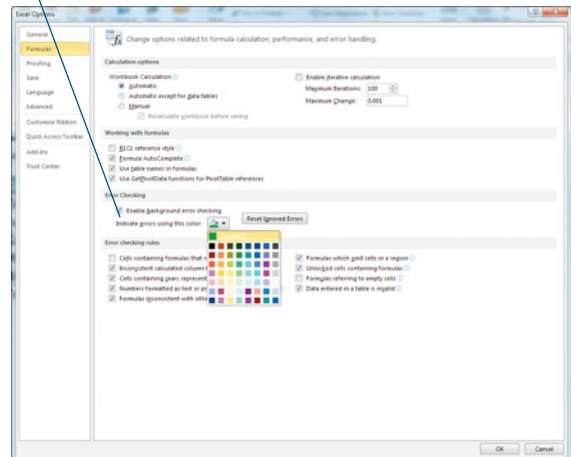 Excel Options
General
Formulas
Proofing
Save
Language
Advanced
Customize Ribbon
Quick Access Toolbar
Add-Ins
Trust Center
Change options related to formula calculation, performance, and error handling.
Calculation options
Workbook Calculation
Automatic
Automatic except for data tables
Manual
Recalculate workbook before saving
Enable iterative calculation
Maximum Iterations: 100
Maximum Change: 0.001
Working with formulas
R1C1 reference style
Formula AutoComplete
Use table names in formulas
Use GetPivotData functions for PivotTable references
Error Checking
Enable background error checking
Indicate errors using this color:
Reset Ignored Errors
Error checking rules
Cells containing formulas that
Inconsistent calculated column
Cells containing years represent
Numbers formatted as text or pr
Formulas inconsistent with othe
Formulas which omit cells in a region
Unlocked cells containing formulas
Formulas referring to empty cells
Data entered in a table is invalid
OK
Cancel